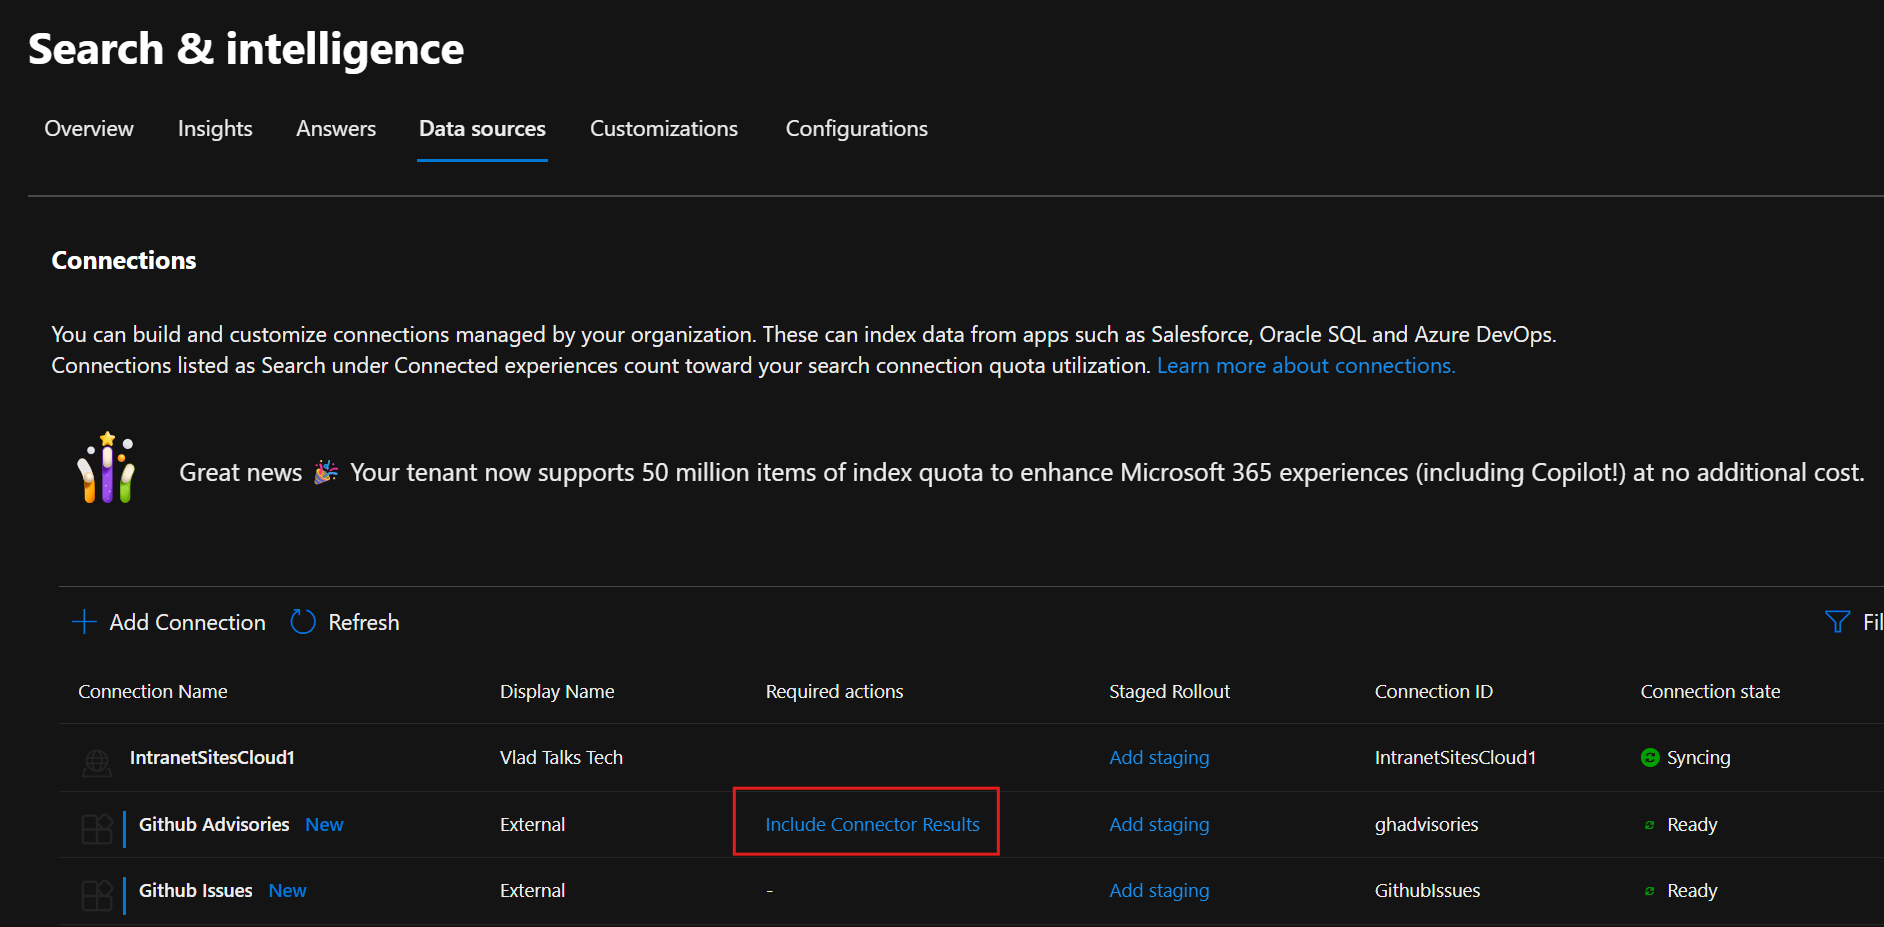 Search & intelligence
Overview Insights Answers Data sources Customizations Configurations
Connections
You can build and customize connections managed by your organization. These can index data from apps such as Salesforce, Oracle SQL and Azure DevOps.
Connections listed as Search under Connected experiences count toward your search connection quota utilization. Learn more about connections.
Great news 🎉 Your tenant now supports 50 million items of index quota to enhance Microsoft 365 experiences (including Copilot!) at no additional cost.
Add Connection Refresh Fil
Connection Name Display Name Required actions Staged Rollout Connection ID Connection state
IntranetSitesCloud1 Vlad Talks Tech Add staging IntranetSitesCloud1 Syncing
Github Advisories New External Include Connector Results Add staging ghadvisories Ready
Github Issues New External - Add staging GithubIssues Ready